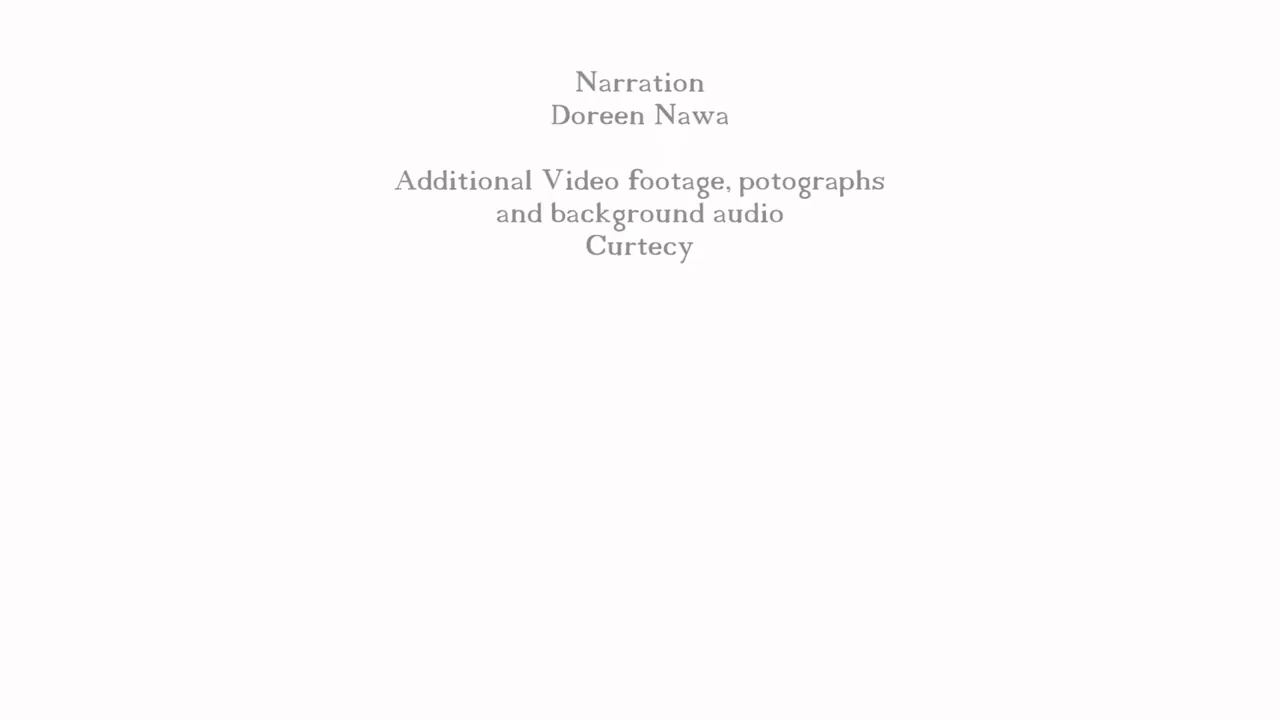 Narration
Doreen Nawa
Additional Video footage, potographs
and background audio
Curtecy